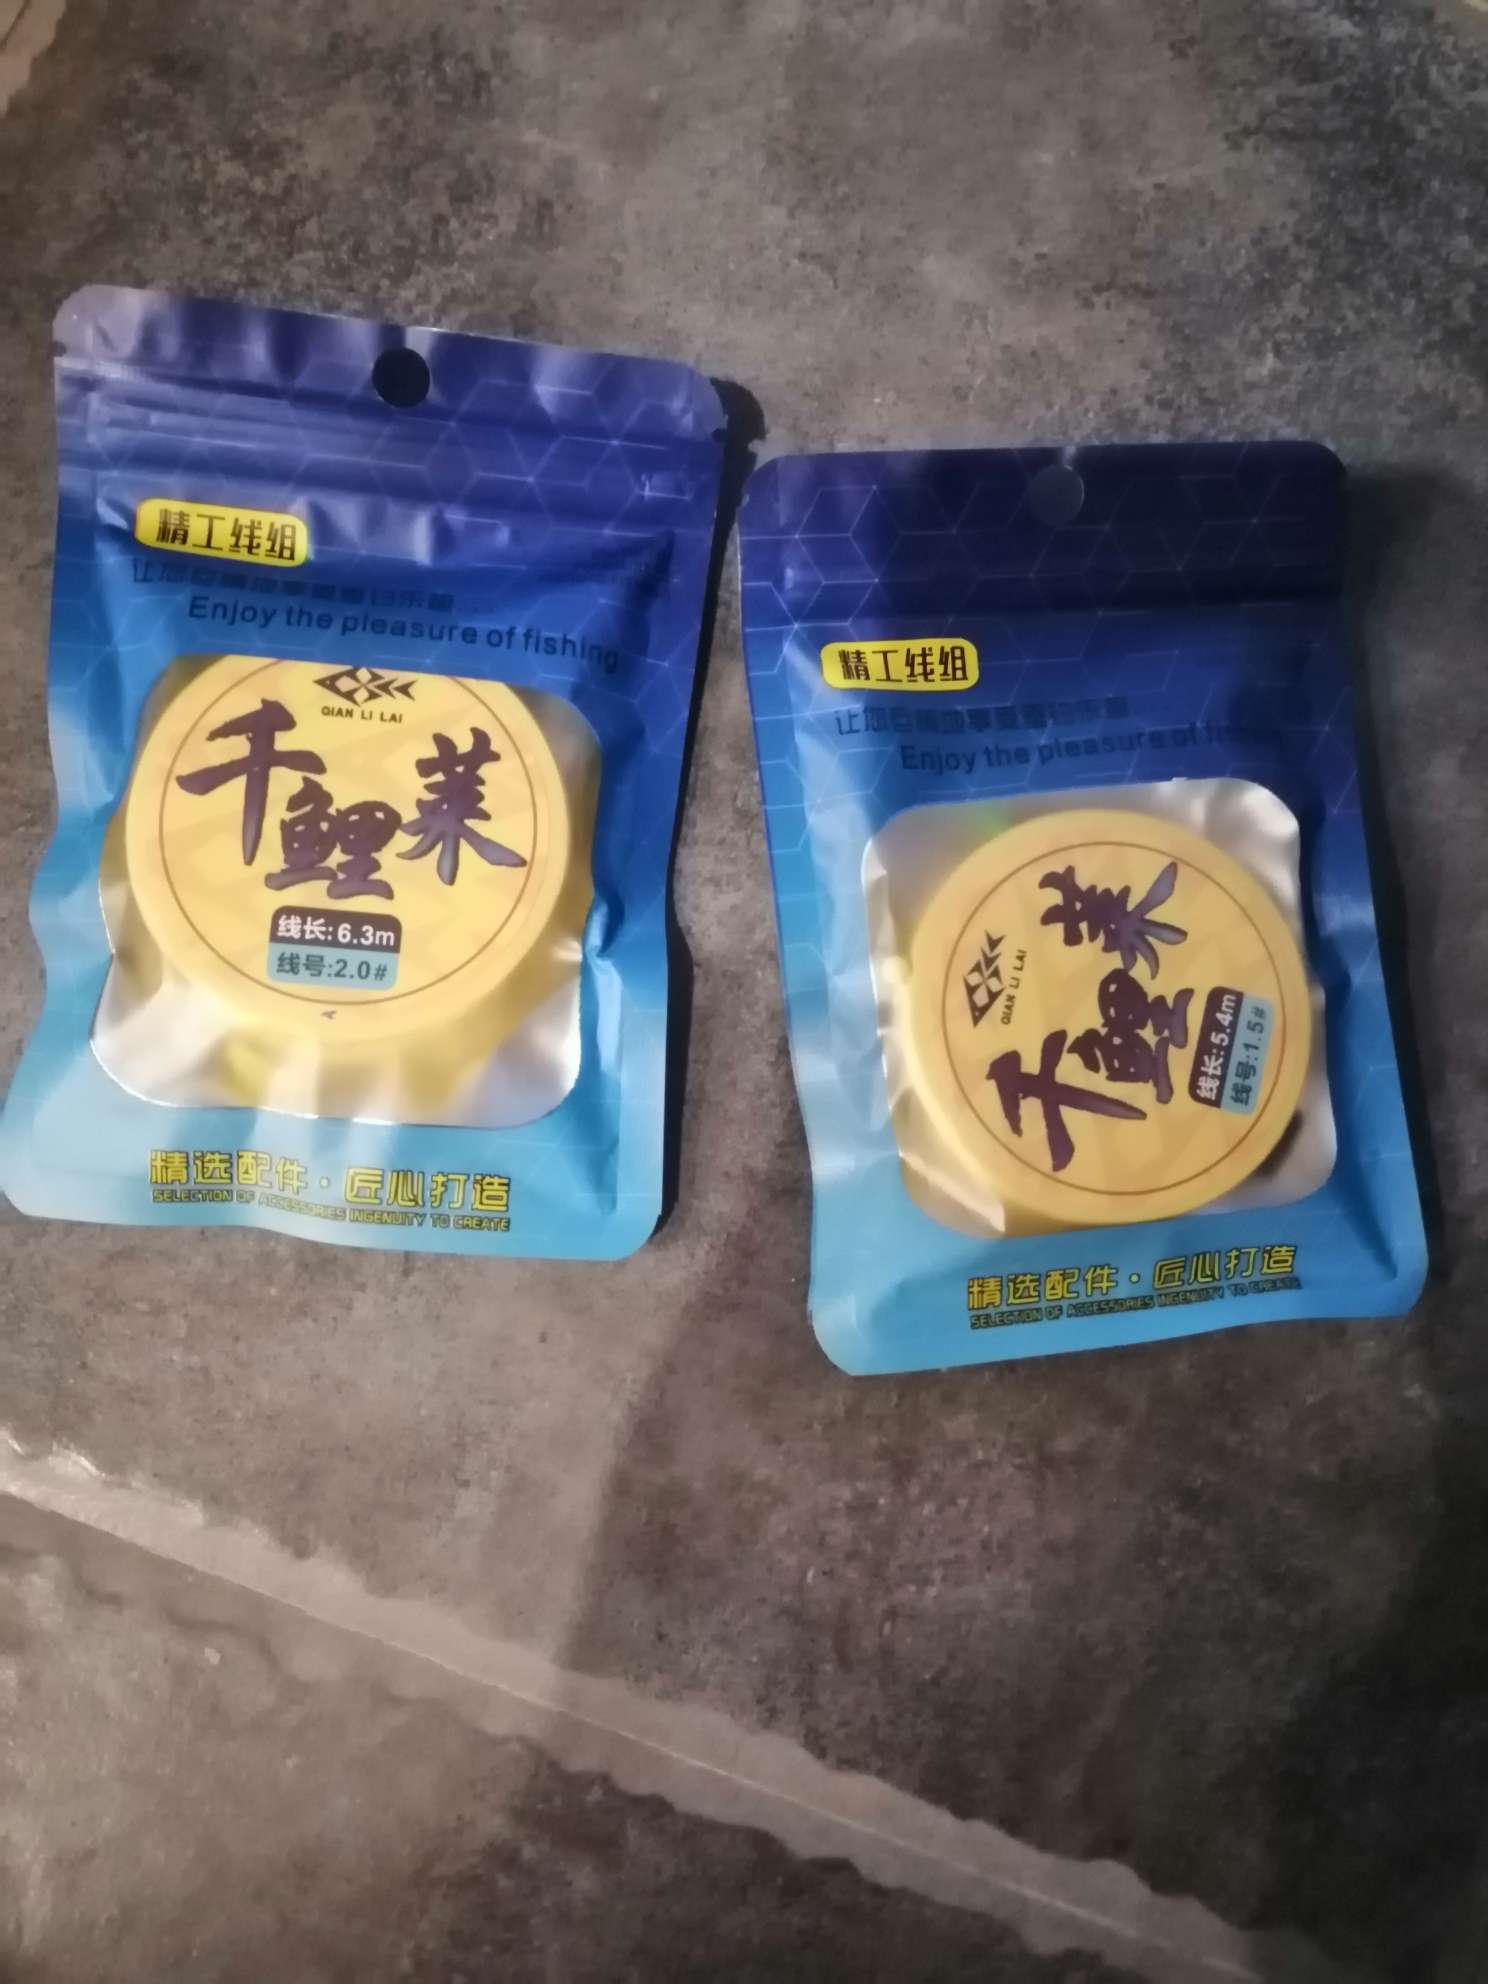 精工线组
Enjoy the pleasure of fishing
QIAN LI LAI
千鲤莱
线长:6.3m
线号:2.0#
精选配件·匠心打造
SELECTION OF ACCESSORIES INGENUITY TO CREATE
精工线组
Enjoy the pleasure of
QIAN LI LAI
千鲤莱
线长:5.4m
线号:1.5#
精选配件·匠心打造
SELECTION OF ACCESSORIES INGENUITY TO CREATE